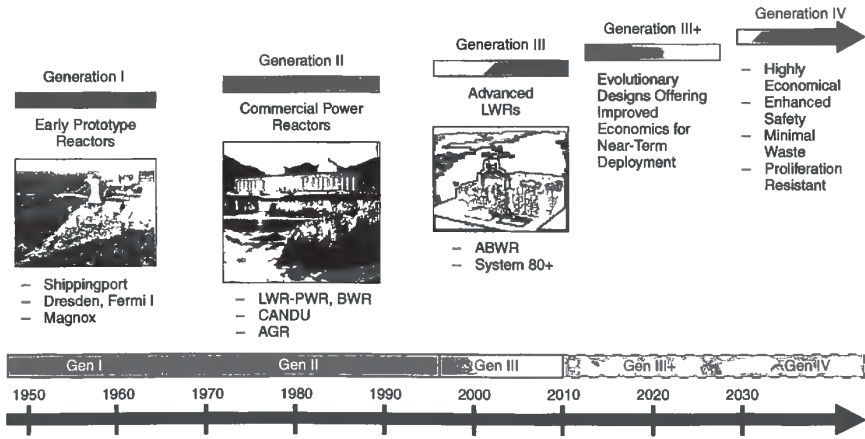 Generation I
Early Prototype
Reactors
– Shippingport
– Dresden, Fermi I
– Magnox
Generation II
Commercial Power
Reactors
– LWR-PWR, BWR
– CANDU
– AGR
Generation III
Advanced
LWRs
– ABWR
– System 80+
Generation III+
Evolutionary
Designs Offering
Improved
Economics for
Near-Term
Deployment
Generation IV
– Highly
Economical
– Enhanced
Safety
– Minimal
Waste
– Proliferation
Resistant
Gen I Gen II Gen III Gen III+ Gen IV
1950 1960 1970 1980 1990 2000 2010 2020 2030